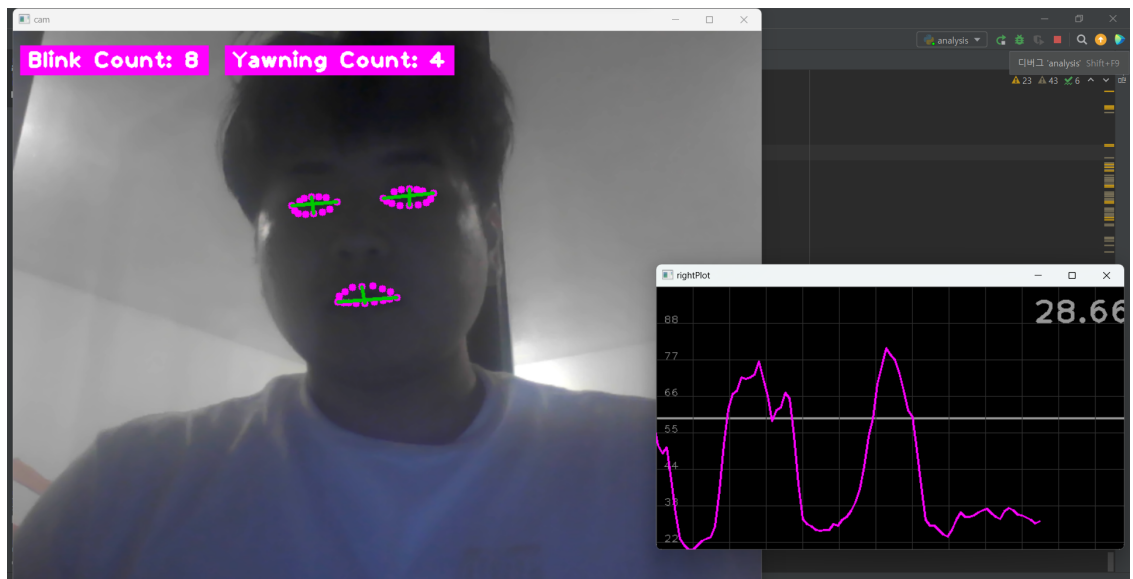 cam
Blink Count: 8 Yawning Count: 4
analysis
디버그 'analysis' Shift+F9
23 43 6
rightPlot
28.66
88
77
66
55
44
33
22